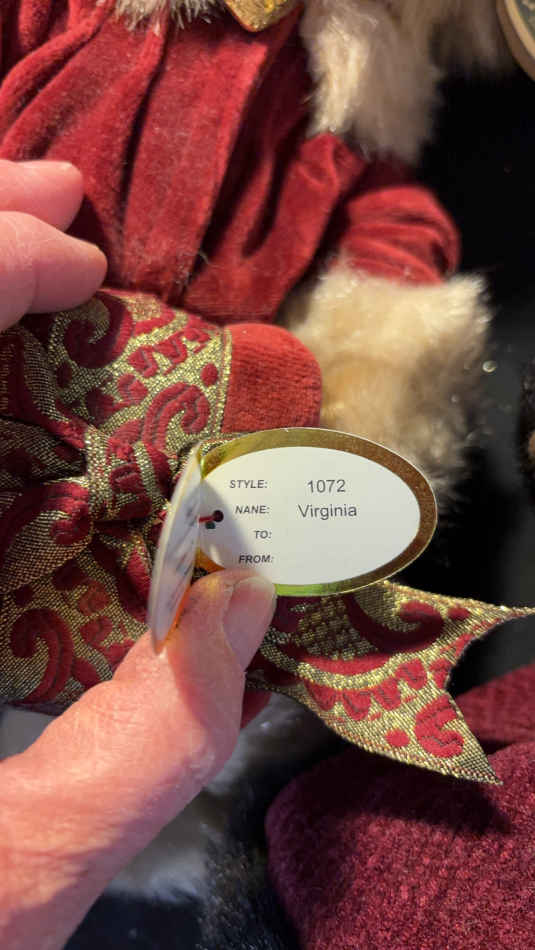 STYLE: 1072
NANE: Virginia
TO:
FROM: